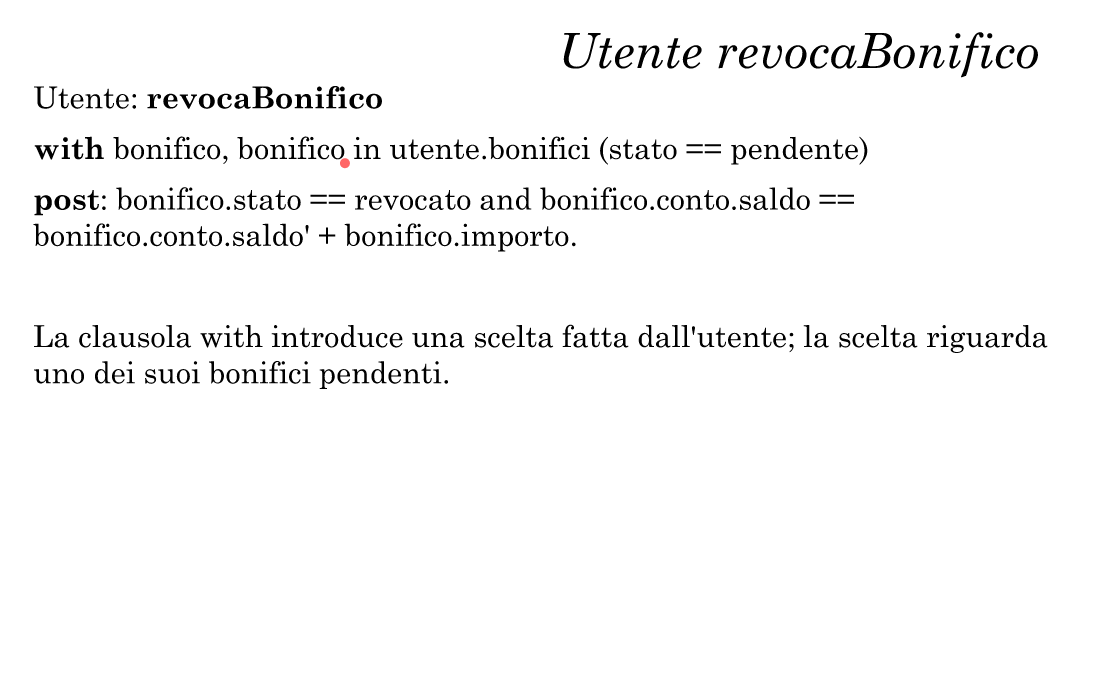 Utente revocaBonifico
Utente: revocaBonifico
with bonifico, bonifico in utente.bonifici (stato == pendente)
post: bonifico.stato == revocato and bonifico.conto.saldo ==
bonifico.conto.saldo' + bonifico.importo.
La clausola with introduce una scelta fatta dall'utente; la scelta riguarda
uno dei suoi bonifici pendenti.